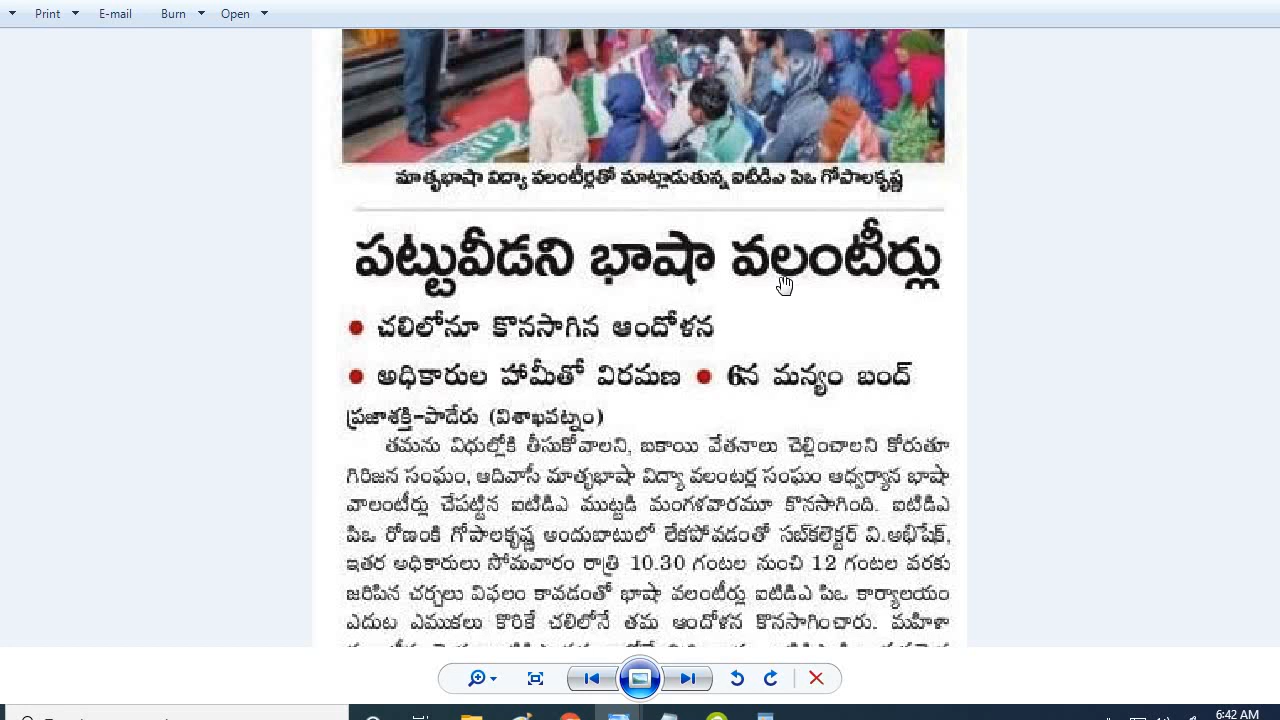 Print
E-mail
Burn
Open
మాతృభాషా విద్యా వలంటీర్లతో మాట్లాడుతున్న ఐటిడిఎ పిఒ గోపాలకృష్ణ
పట్టువీడని భాషా వలంటీర్లు
• చలిలోనూ కొనసాగిన ఆందోళన
• అధికారుల హామీతో విరమణ • 6న మన్యం బంద్
ప్రజాశక్తి-పాదేరు (విశాఖపట్నం)
తమను విధుల్లోకి తీసుకోవాలని, బకాయి వేతనాలు చెల్లించాలని కోరుతూ
గిరిజన సంఘం, ఆదివాసీ మాతృభాషా విద్యా వలంటర్ల సంఘం ఆధ్వర్యాన భాషా
వాలంటీర్లు చేపట్టిన ఐటిడిఎ ముట్టడి మంగళవారమూ కొనసాగింది. ఐటిడిఎ
పిఒ రోణంకి గోపాలకృష్ణ అందుబాటులో లేకపోవడంతో సబ్‌కలెక్టర్ వి.అభిషేక్,
ఇతర అధికారులు సోమవారం రాత్రి 10.30 గంటల నుంచి 12 గంటల వరకు
జరిపిన చర్చలు విఫలం కావడంతో భాషా వలంటీర్లు ఐటిడిఎ పిఒ కార్యాలయం
ఎదుట ఎముకలు కొరికే చలిలోనే తమ ఆందోళన కొనసాగించారు. మహిళా
6:42 AM